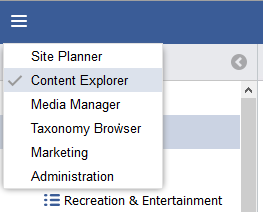 Site Planner
Content Explorer
Media Manager
Taxonomy Browser
Marketing
Administration
Recreation & Entertainment